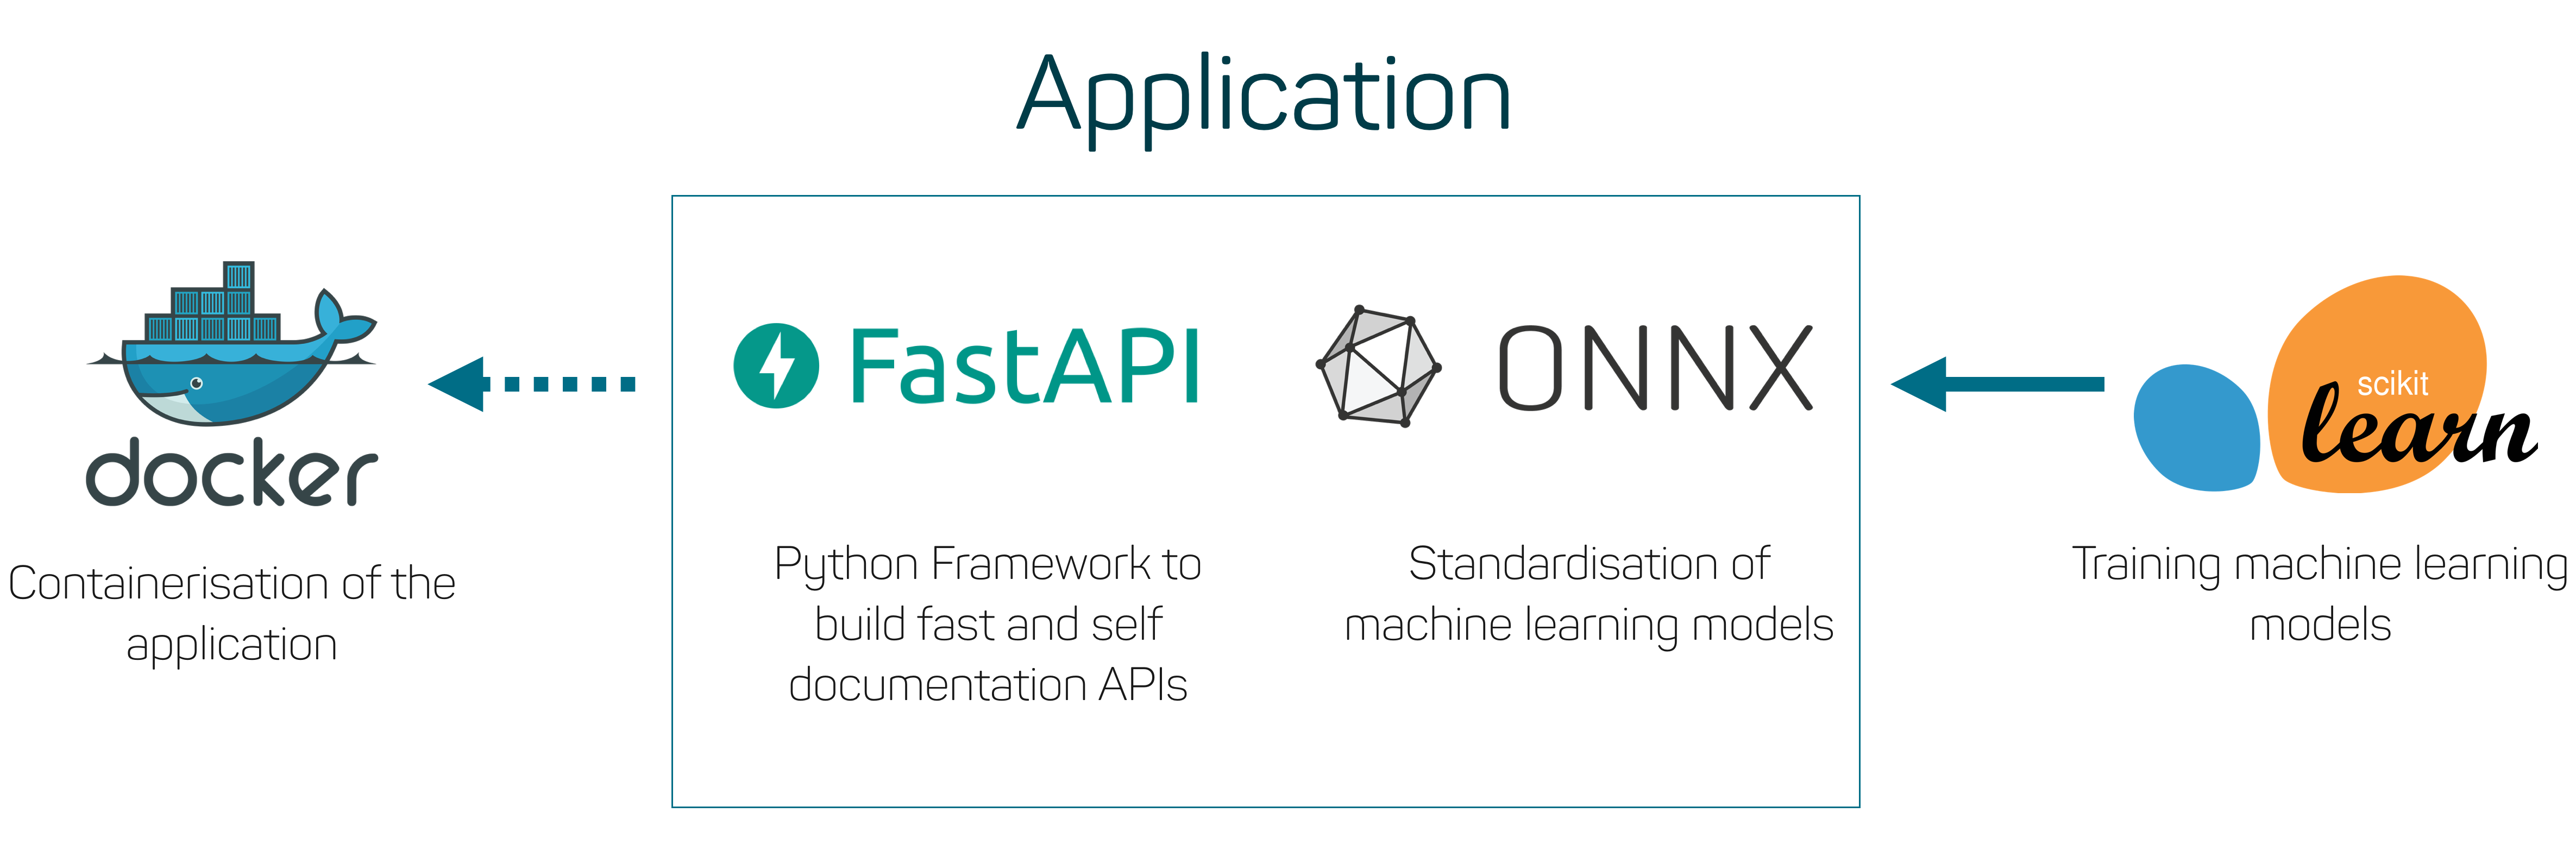 Application
docker
Containerisation of the
application
FastAPI
Python Framework to
build fast and self
documentation APIs
ONNX
Standardisation of
machine learning models
scikit
learn
Training machine learning
models